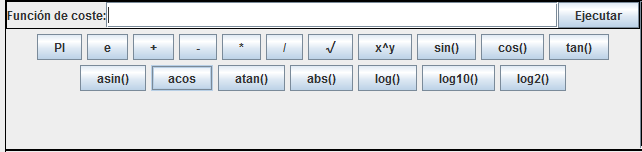 Función de coste: Ejecutar
PI e + - * / √ x^y sin() cos() tan()
asin() acos atan() abs() log() log10() log2()